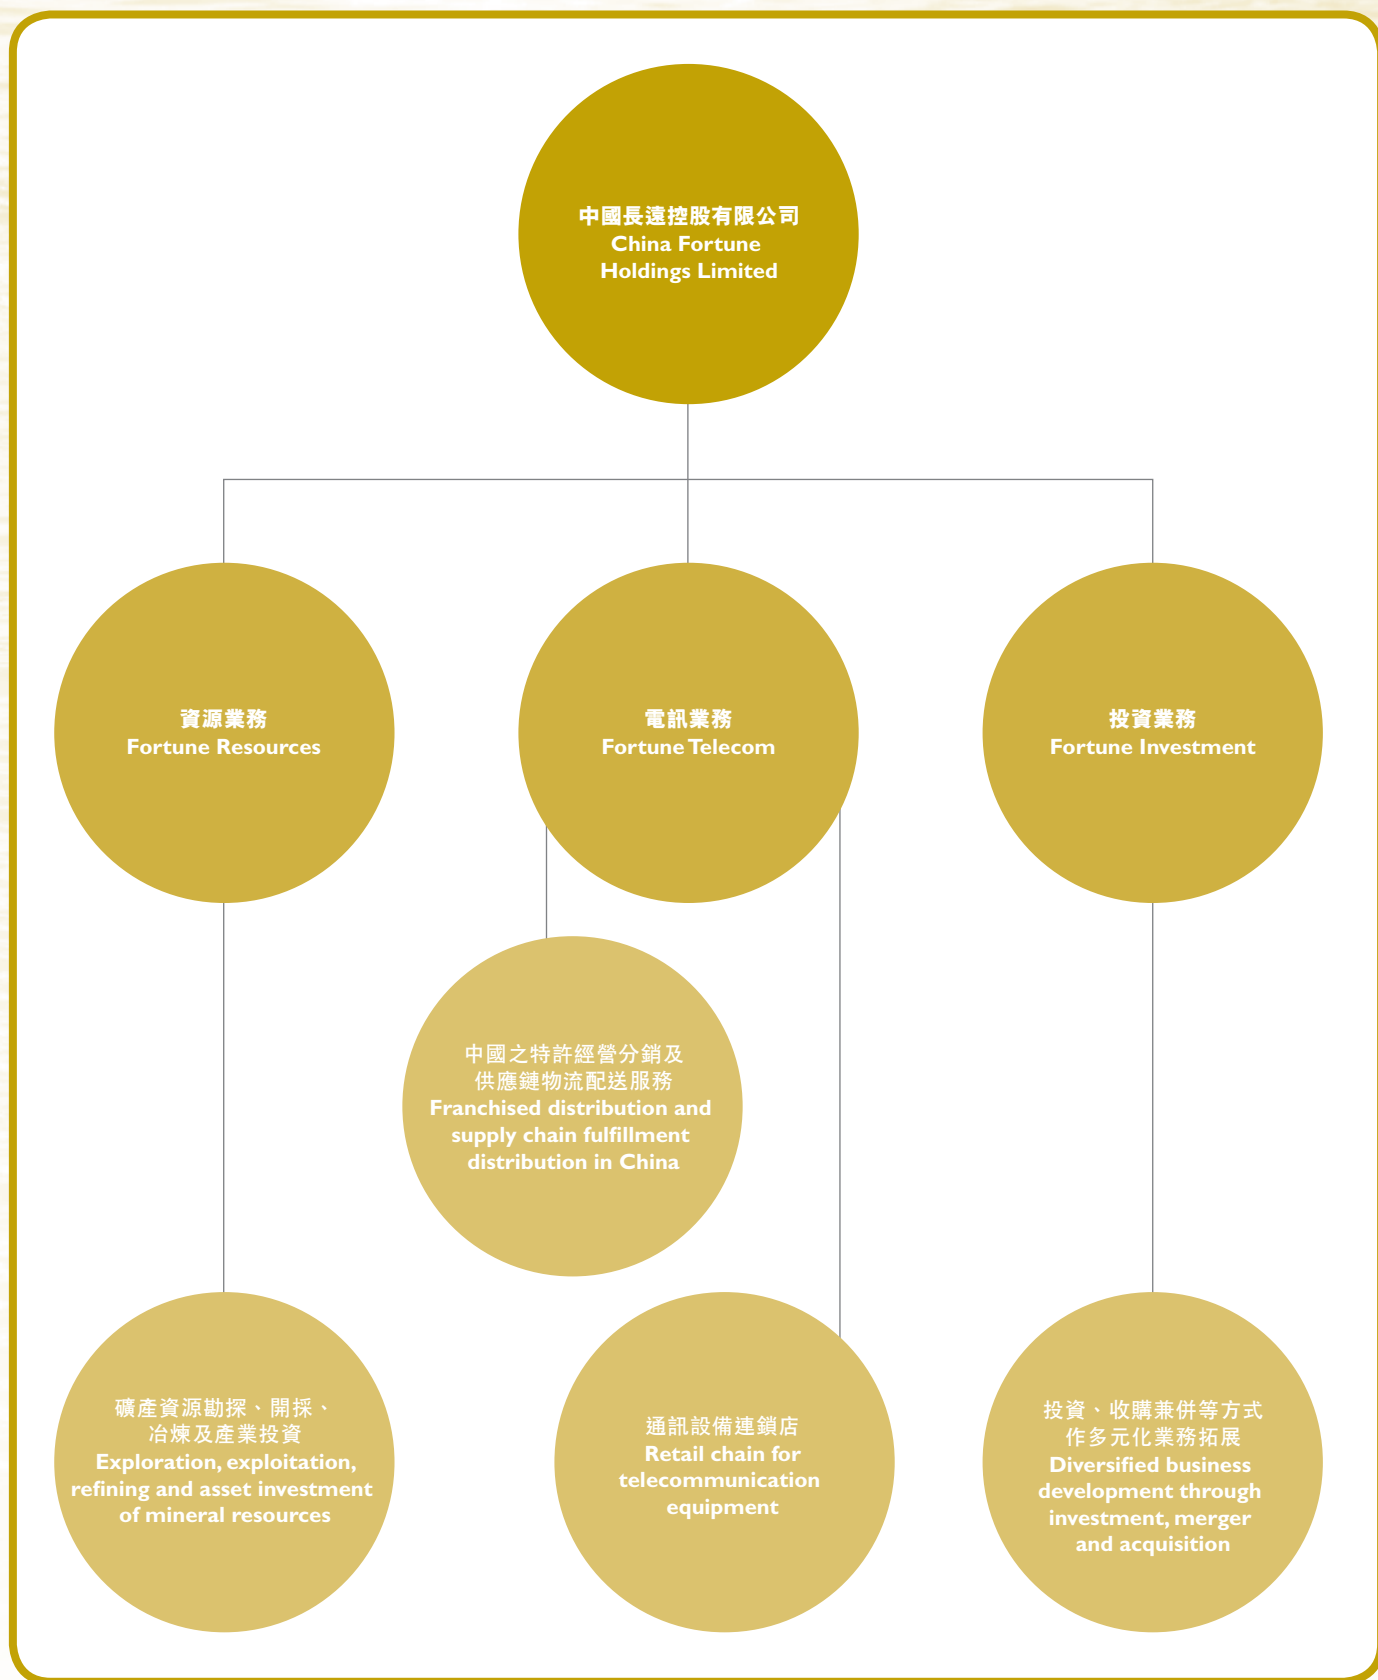 中國長遠控股有限公司
China Fortune
Holdings Limited
資源業務
Fortune Resources
電訊業務
Fortune Telecom
投資業務
Fortune Investment
中國之特許經營分銷及
供應鏈物流配送服務
Franchised distribution and
supply chain fulfillment
distribution in China
礦產資源勘探、開採、
冶煉及產業投資
Exploration, exploitation,
refining and asset investment
of mineral resources
通訊設備連鎖店
Retail chain for
telecommunication
equipment
投資、收購兼併等方式
作多元化業務拓展
Diversified business
development through
investment, merger
and acquisition